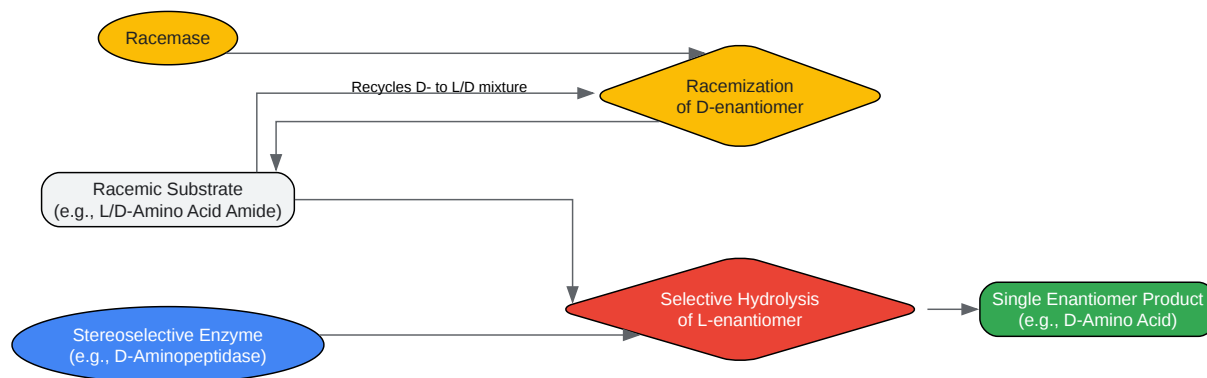 Racemase
Recycles D- to L/D mixture
Racemization
of D-enantiomer
Racemic Substrate
(e.g., L/D-Amino Acid Amide)
Selective Hydrolysis
of L-enantiomer
Single Enantiomer Product
(e.g., D-Amino Acid)
Stereoselective Enzyme
(e.g., D-Aminopeptidase)